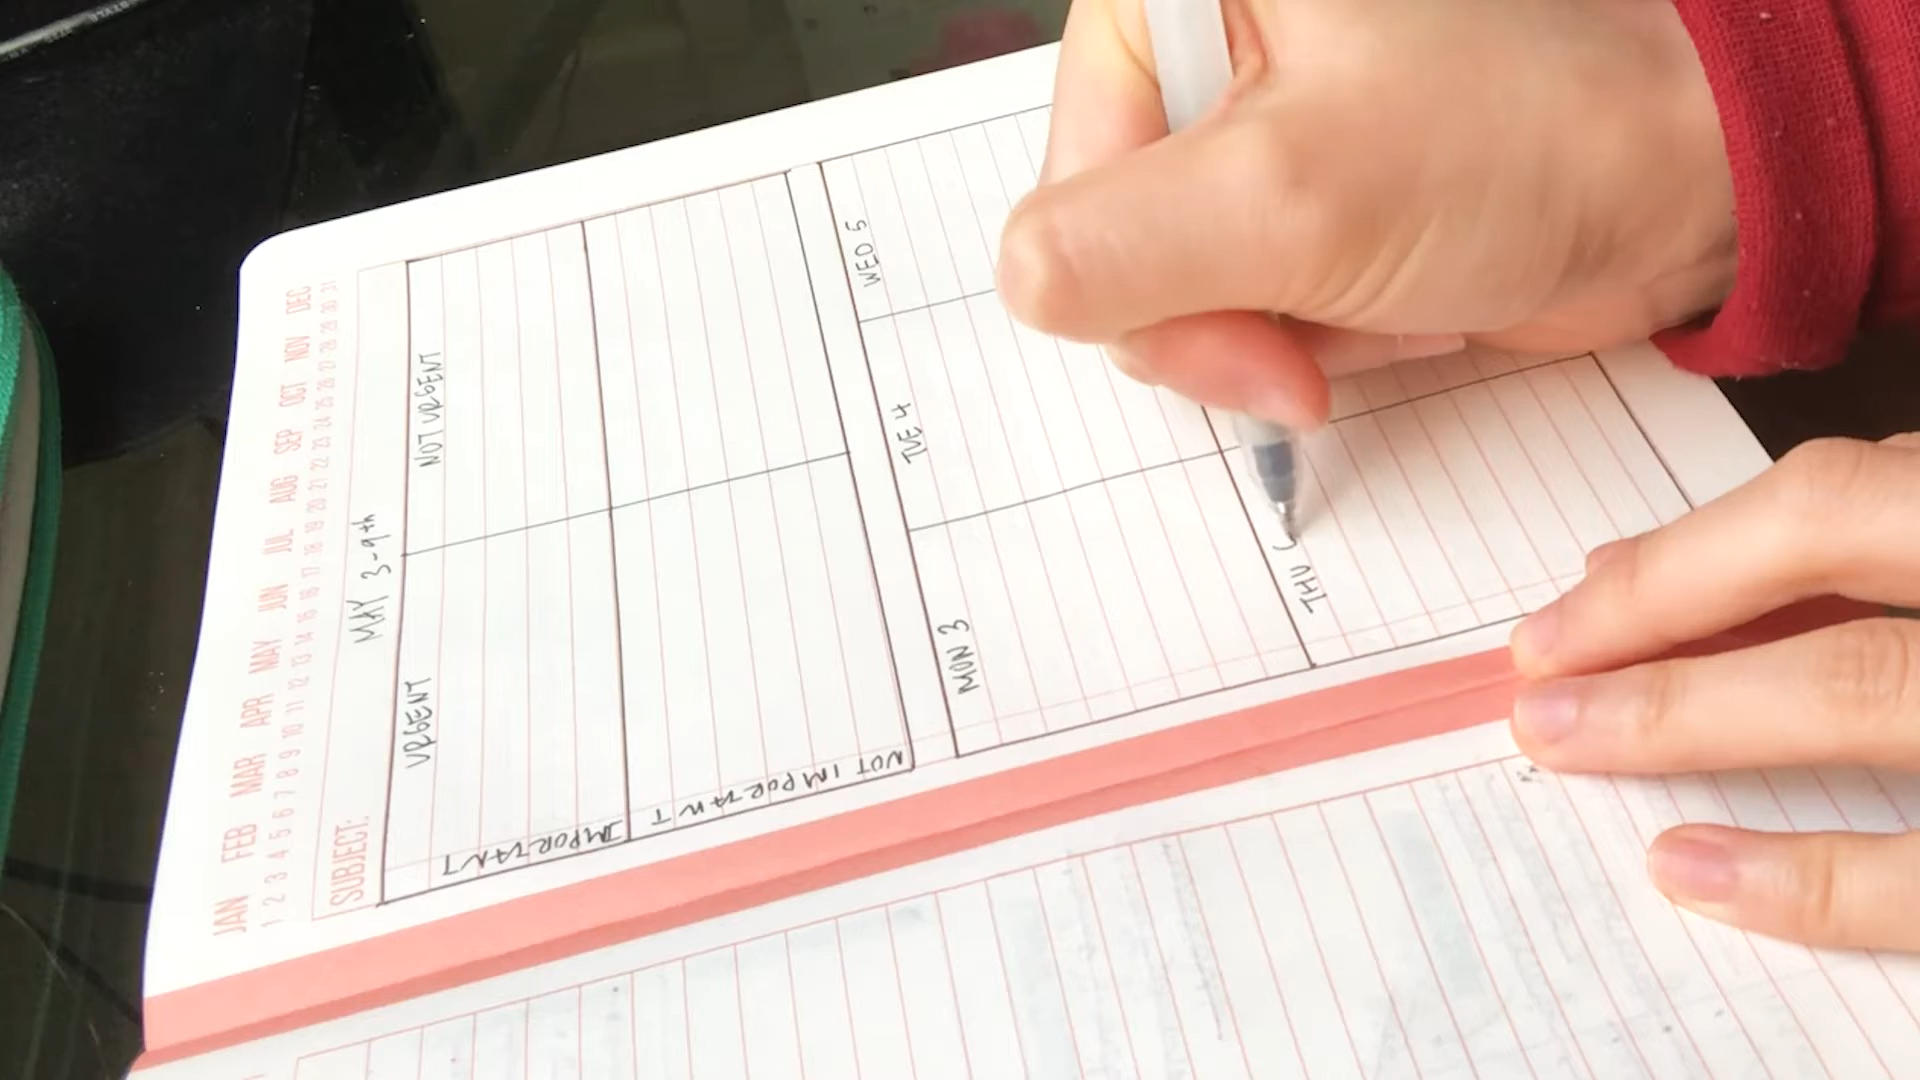 JAN FEB MAR APR MAY JUN JUL AUG SEP OCT NOV DEC
1 2 3 4 5 6 7 8 9 10 11 12 13 14 15 16 17 18 19 20 21 22 23 24 25 26 27 28 29 30 31
SUBJECT:
MAY 3-9th
URGENT NOT URGENT
IMPORTANT
NOT IMPORTANT
MON 3 TUE 4 WED 5
THU